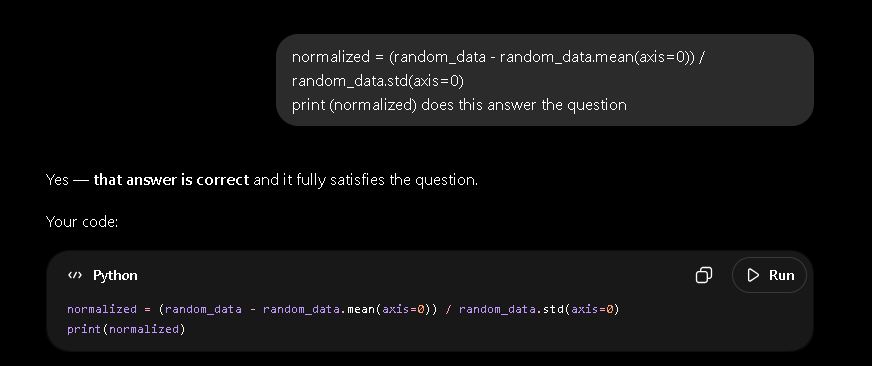 normalized = (random_data - random_data.mean(axis=0)) /
random_data.std(axis=0)
print (normalized) does this answer the question
Yes — that answer is correct and it fully satisfies the question.
Your code:
</> Python Run
normalized = (random_data - random_data.mean(axis=0)) / random_data.std(axis=0)
print(normalized)